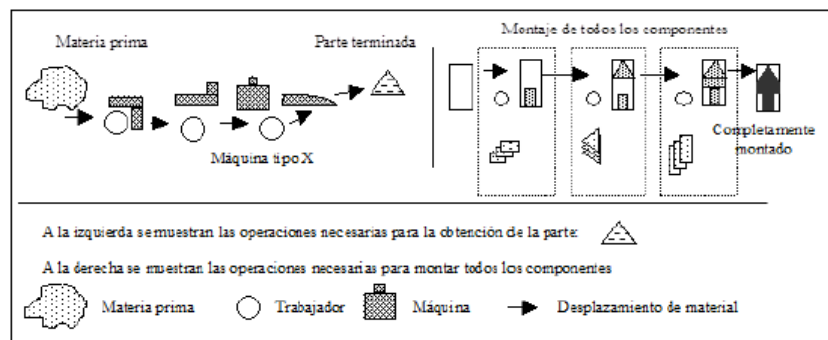 Materia prima
Parte terminada
Montaje de todos los componentes
Máquina tipo X
Completamente
montado
A la izquierda se muestran las operaciones necesarias para la obtención de la parte:
A la derecha se muestran las operaciones necesarias para montar todos los componentes
Materia prima
Trabajador
Máquina
Desplazamiento de material